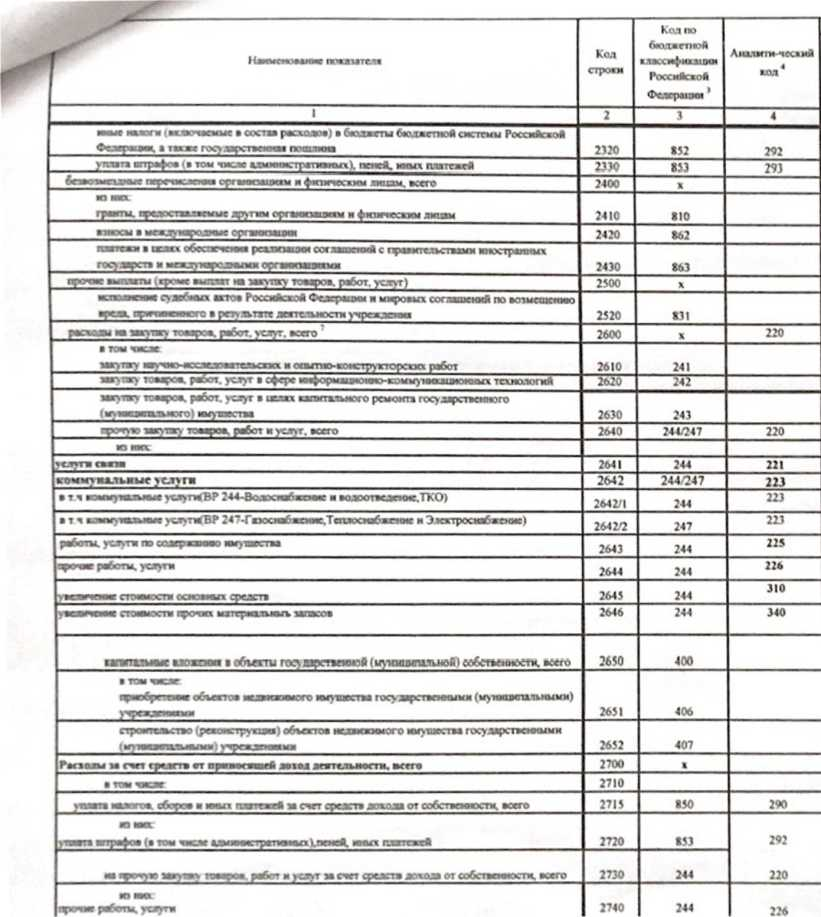 Наименование показателя
Код
строки
Код по
бюджетной
классификации
Российской
Федерации 3
Аналити-ческий
код 4
1 2 3 4
иные налоги (включаемые в состав расходов) в бюджеты бюджетной системы Российской
Федерации, а также государственная пошлина 2320 852 292
уплата штрафов (в том числе административных), пеней, иных платежей 2330 853 293
безвозмездные перечисления организациям и физическим лицам, всего 2400 x
из них:
гранты, предоставляемые другим организациям и физическим лицам 2410 810
взносы в международные организации 2420 862
платежи в целях обеспечения реализации соглашений с правительствами иностранных
государств и международными организациями 2430 863
прочие выплаты (кроме выплат на закупку товаров, работ, услуг) 2500 x
исполнение судебных актов Российской Федерации и мировых соглашений по возмещению
вреда, причиненного в результате деятельности учреждения 2520 831
расходы на закупку товаров, работ, услуг, всего 7 2600 x 220
в том числе:
закупку научно-исследовательских и опытно-конструкторских работ 2610 241
закупку товаров, работ, услуг в сфере информационно-коммуникационных технологий 2620 242
закупку товаров, работ, услуг в целях капитального ремонта государственного
(муниципального) имущества 2630 243
прочую закупку товаров, работ и услуг, всего 2640 244/247 220
из них:
услуги связи 2641 244 221
коммунальные услуги 2642 244/247 223
в т.ч коммунальные услуги(ВР 244-Водоснабжение и водоотведение,ТКО) 2642/1 244 223
в т.ч коммунальные услуги(ВР 247-Газоснабжение,Теплоснабжение и Электроснабжение) 2642/2 247 223
работы, услуги по содержанию имущества 2643 244 225
прочие работы, услуги 2644 244 226
увеличение стоимости основных средств 2645 244 310
увеличение стоимости прочих материальныъ запасов 2646 244 340
капитальные вложения в объекты государственной (муниципальной) собственности, всего 2650 400
в том числе:
приобретение объектов недвижимого имущества государственными (муниципальными)
учреждениями 2651 406
строительство (реконструкция) объектов недвижимого имущества государственными
(муниципальными) учреждениями 2652 407
Расходы за счет средств от приносящей доход деятельности, всего 2700 x
в том числе: 2710
уплата налогов, сборов и иных платежей за счет средств дохода от собственности, всего 2715 850 290
из них:
уплата штрафов (в том числе административных),пеней, иных платежей 2720 853 292
на прочую закупку товаров, работ и услуг за счет средств дохода от собственности, всего 2730 244 220
из них:
прочие работы, услуги 2740 244 226